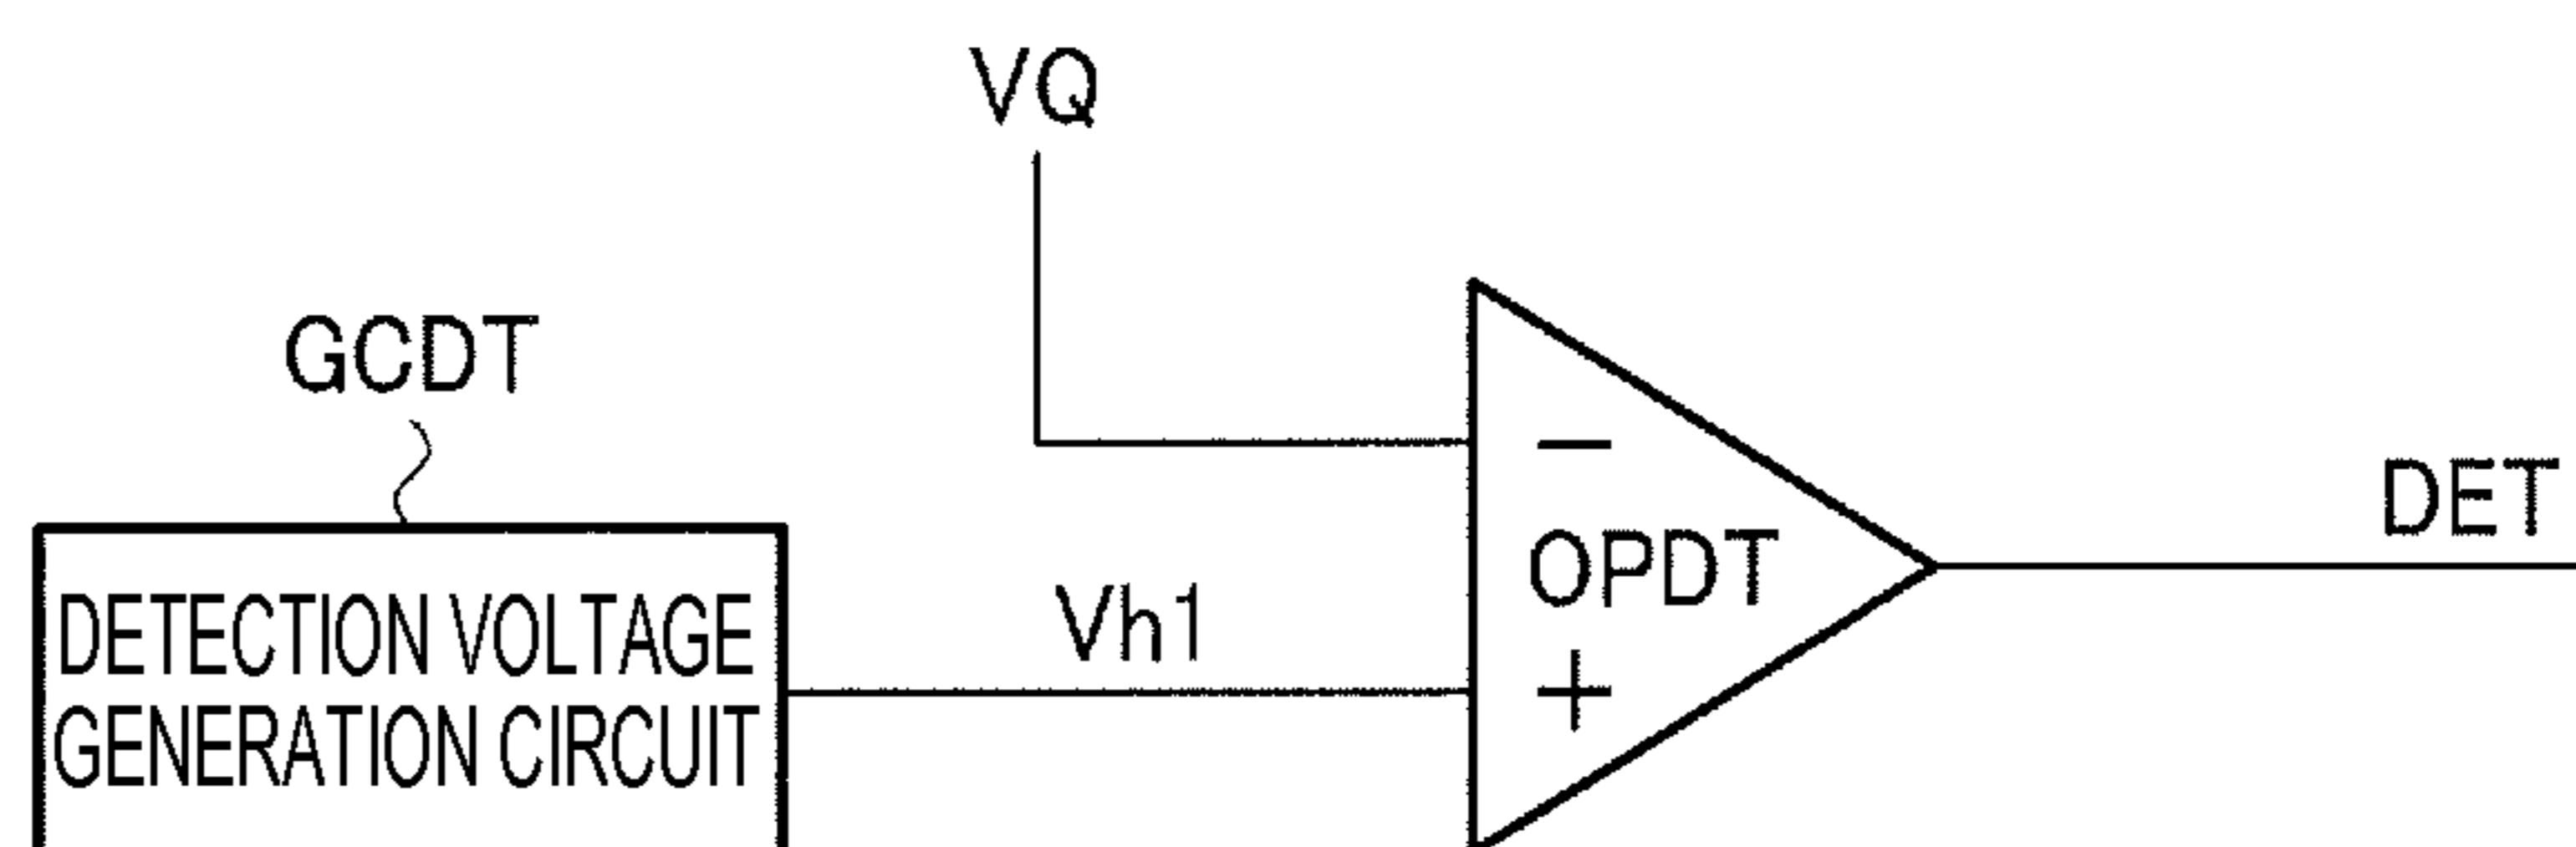 VQ
GCDT
DET
−
OPDT
Vh1
DETECTION VOLTAGE
GENERATION CIRCUIT
+